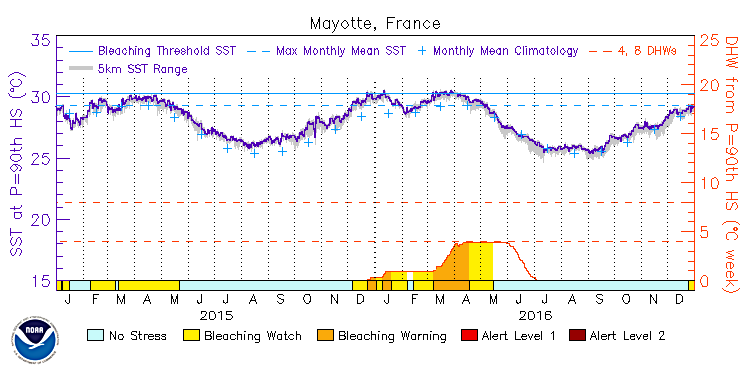 Mayotte, France
Bleaching Threshold SST Max Monthly Mean SST Monthly Mean Climatology 4, 8 DHWs
5km SST Range
SST at P=90th HS (°C)
35
30
25
20
15
DHW from P=90th HS (°C week)
25
20
15
10
5
0
J F M A M J J A S O N D J F M A M J J A S O N D
2015 2016
NOAA
No Stress Bleaching Watch Bleaching Warning Alert Level 1 Alert Level 2